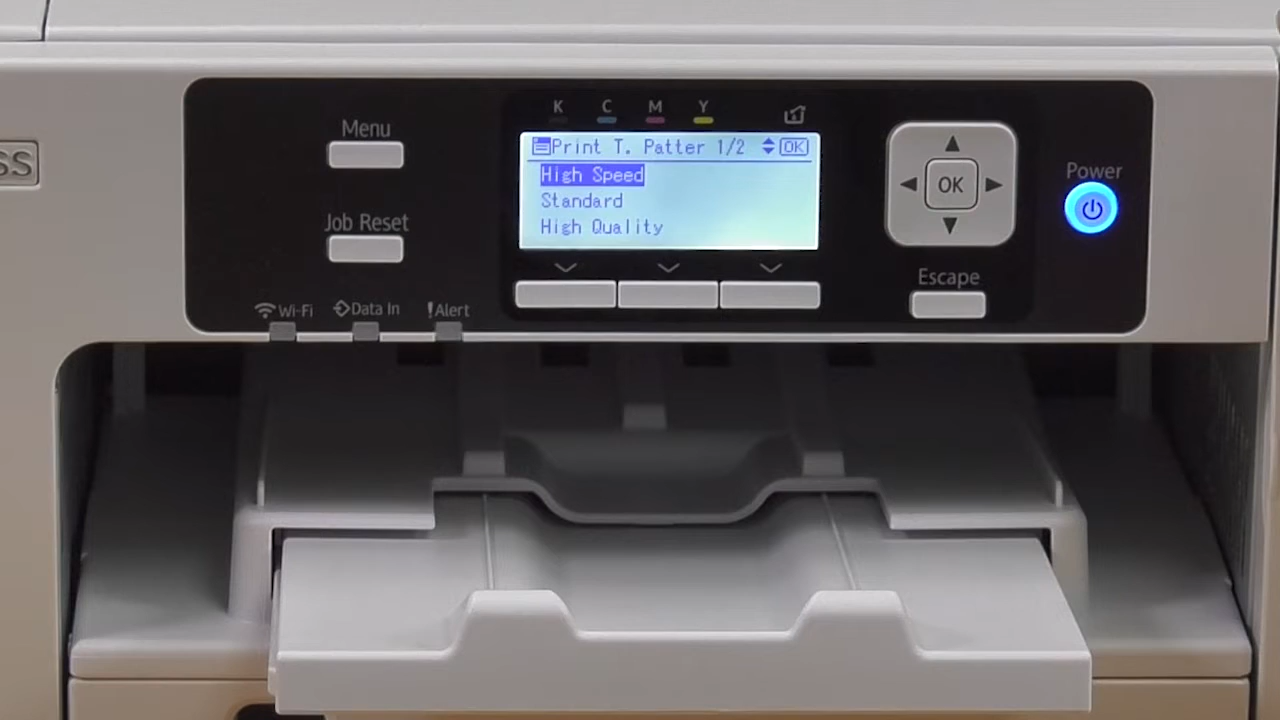 SS
Menu
Job Reset
Wi-Fi
Data In
!Alert
K C M Y
Print T. Patter 1/2 OK
High Speed
Standard
High Quality
OK
Escape
Power